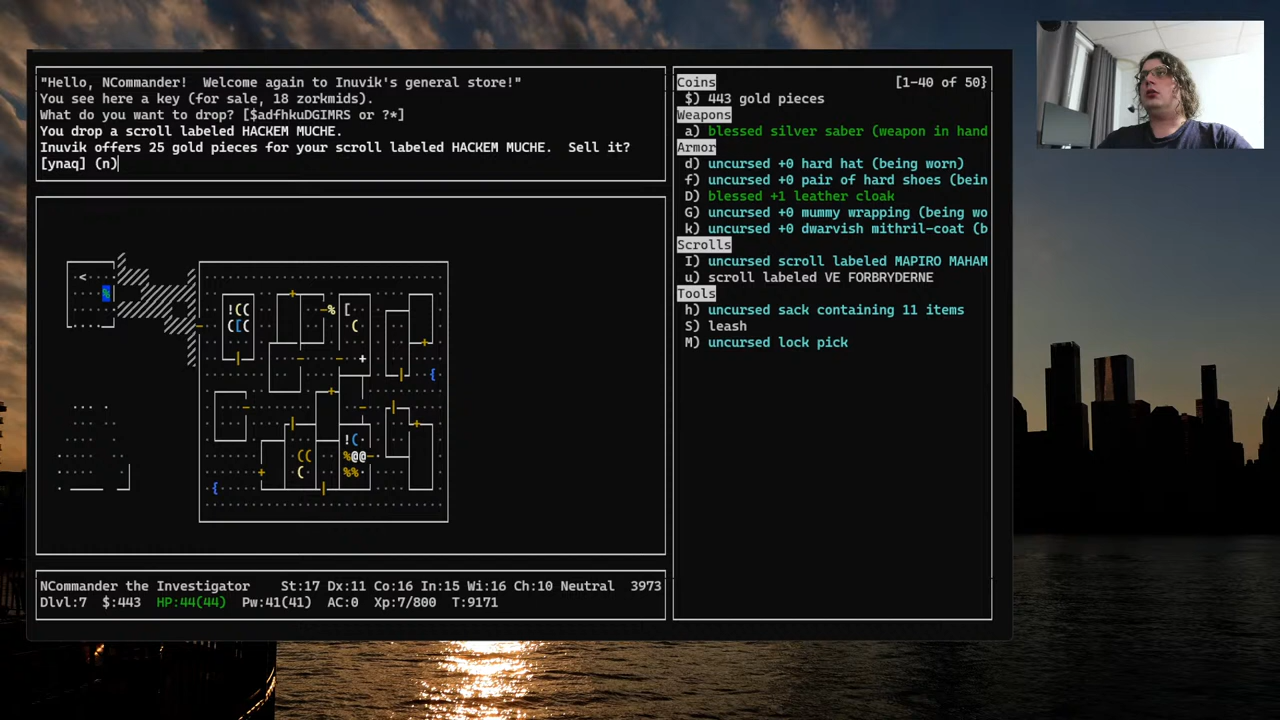 "Hello, NCommander!  Welcome again to Inuvik's general store!"
You see here a key (for sale, 18 zorkmids).
What do you want to drop? [$adfhkuDGIMRS or ?*]
You drop a scroll labeled HACKEM MUCHE.
Inuvik offers 25 gold pieces for your scroll labeled HACKEM MUCHE.  Sell it?
[ynaq] (n)
NCommander the Investigator    St:17 Dx:11 Co:16 In:15 Wi:16 Ch:10 Neutral  3973
Dlvl:7  $:443  HP:44(44)  Pw:41(41)  AC:0  Xp:7/800  T:9171
Coins [1-40 of 50}
$) 443 gold pieces
Weapons
a) blessed silver saber (weapon in hand
Armor
d) uncursed +0 hard hat (being worn)
f) uncursed +0 pair of hard shoes (bein
D) blessed +1 leather cloak
G) uncursed +0 mummy wrapping (being wo
k) uncursed +0 dwarvish mithril-coat (b
Scrolls
I) uncursed scroll labeled MAPIRO MAHAM
u) scroll labeled VE FORBRYDERNE
Tools
h) uncursed sack containing 11 items
S) leash
M) uncursed lock pick